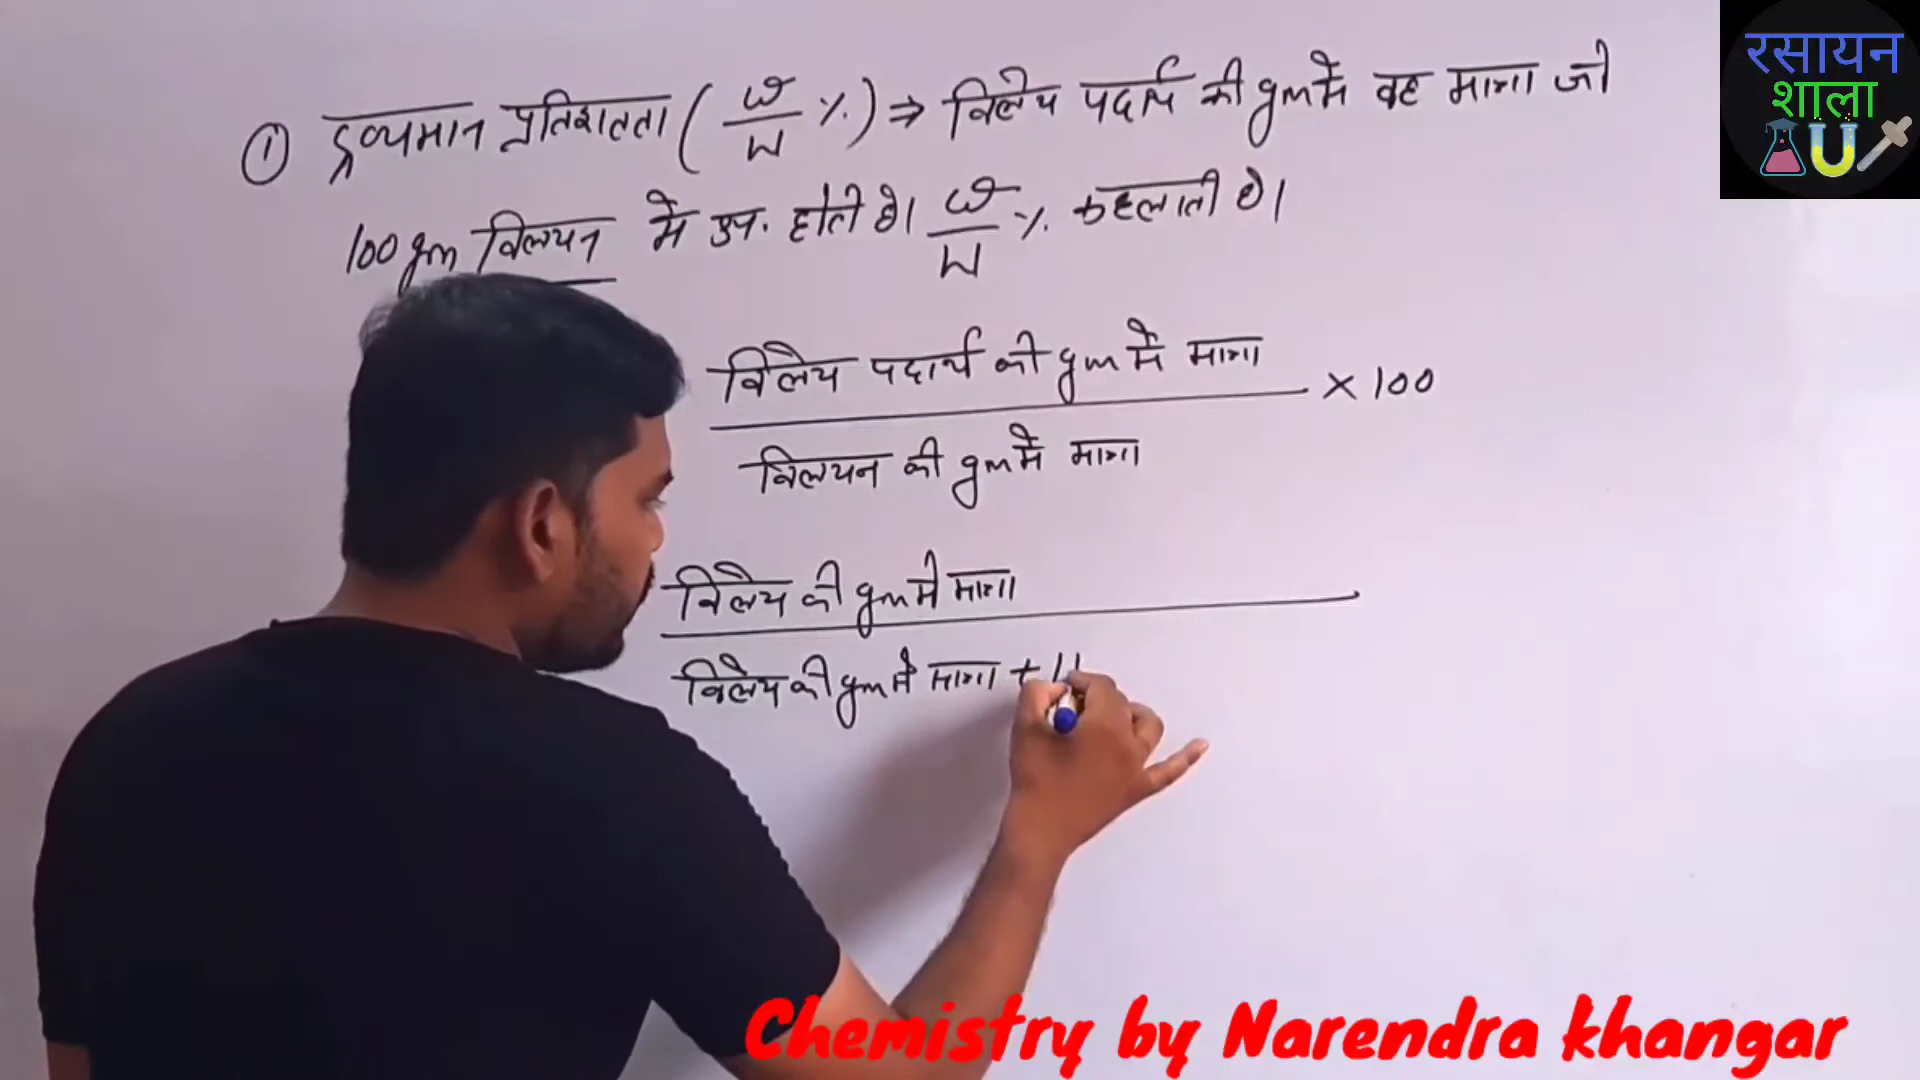 ① द्रव्यमान प्रतिशतता ( w/W % ) ⇒ विलेय पदार्थ की gm में वह मात्रा जो
100 gm विलयन में उप. होती है। w/W % कहलाती है।
विलेय पदार्थ की gm में मात्रा
× 100
विलयन की gm में मात्रा
विलेय की gm में मात्रा
विलेय की gm में मात्रा +
रसायन
शाला
Chemistry by Narendra khangar